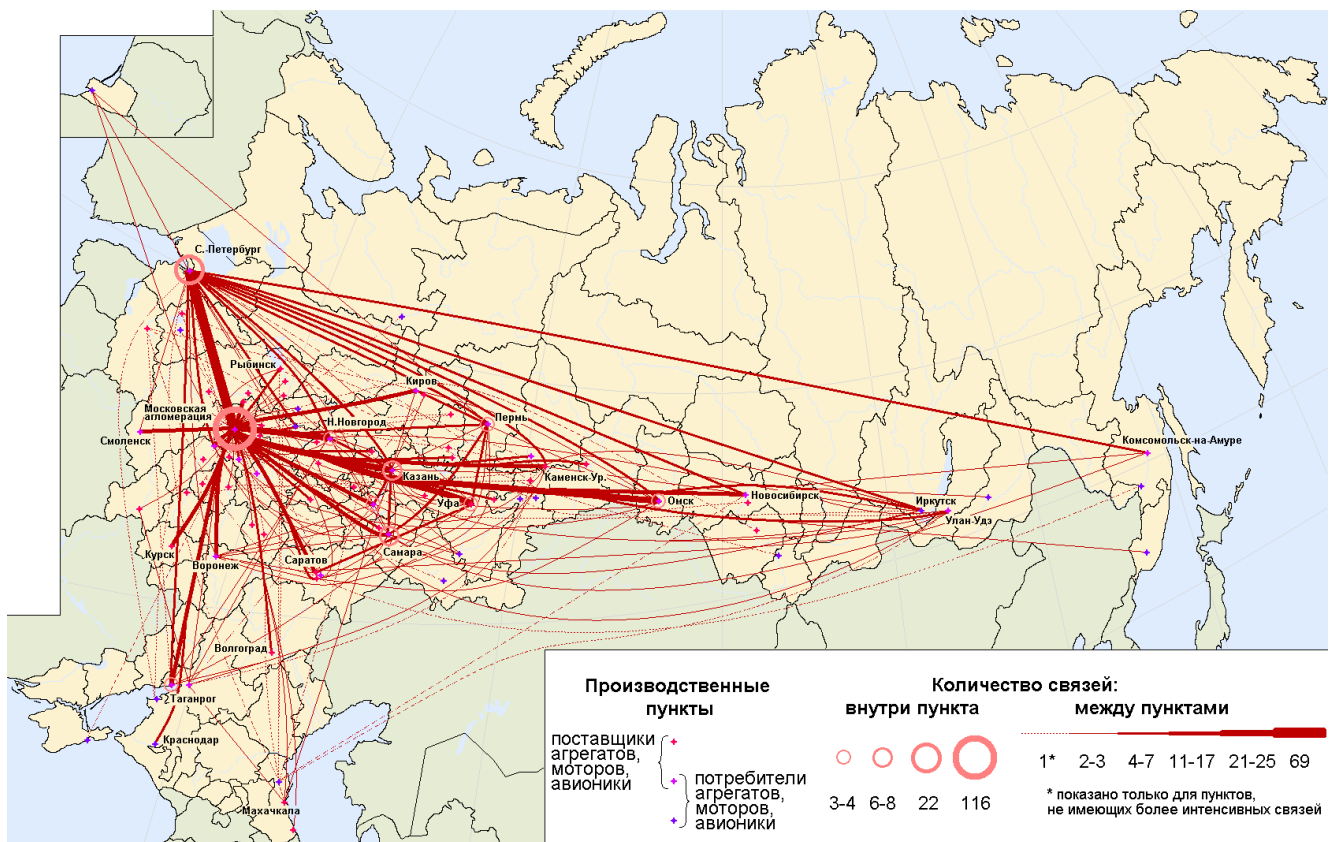 С.-Петербург
Рыбинск
Киров
Московская
агломерация
Н.Новгород
Пермь
Смоленск
Комсомольск-на-Амуре
Казань
Каменск-Ур.
Уфа
Омск
Новосибирск
Иркутск
Улан-Удэ
Курск
Воронеж
Саратов
Самара
Волгоград
Таганрог
Краснодар
Махачкала
Производственные
пункты
поставщики
агрегатов,
моторов,
авионики
потребители
агрегатов,
моторов,
авионики
Количество связей:
внутри пункта
между пунктами
3-4 6-8 22 116
1* 2-3 4-7 11-17 21-25 69
* показано только для пунктов,
не имеющих более интенсивных связей